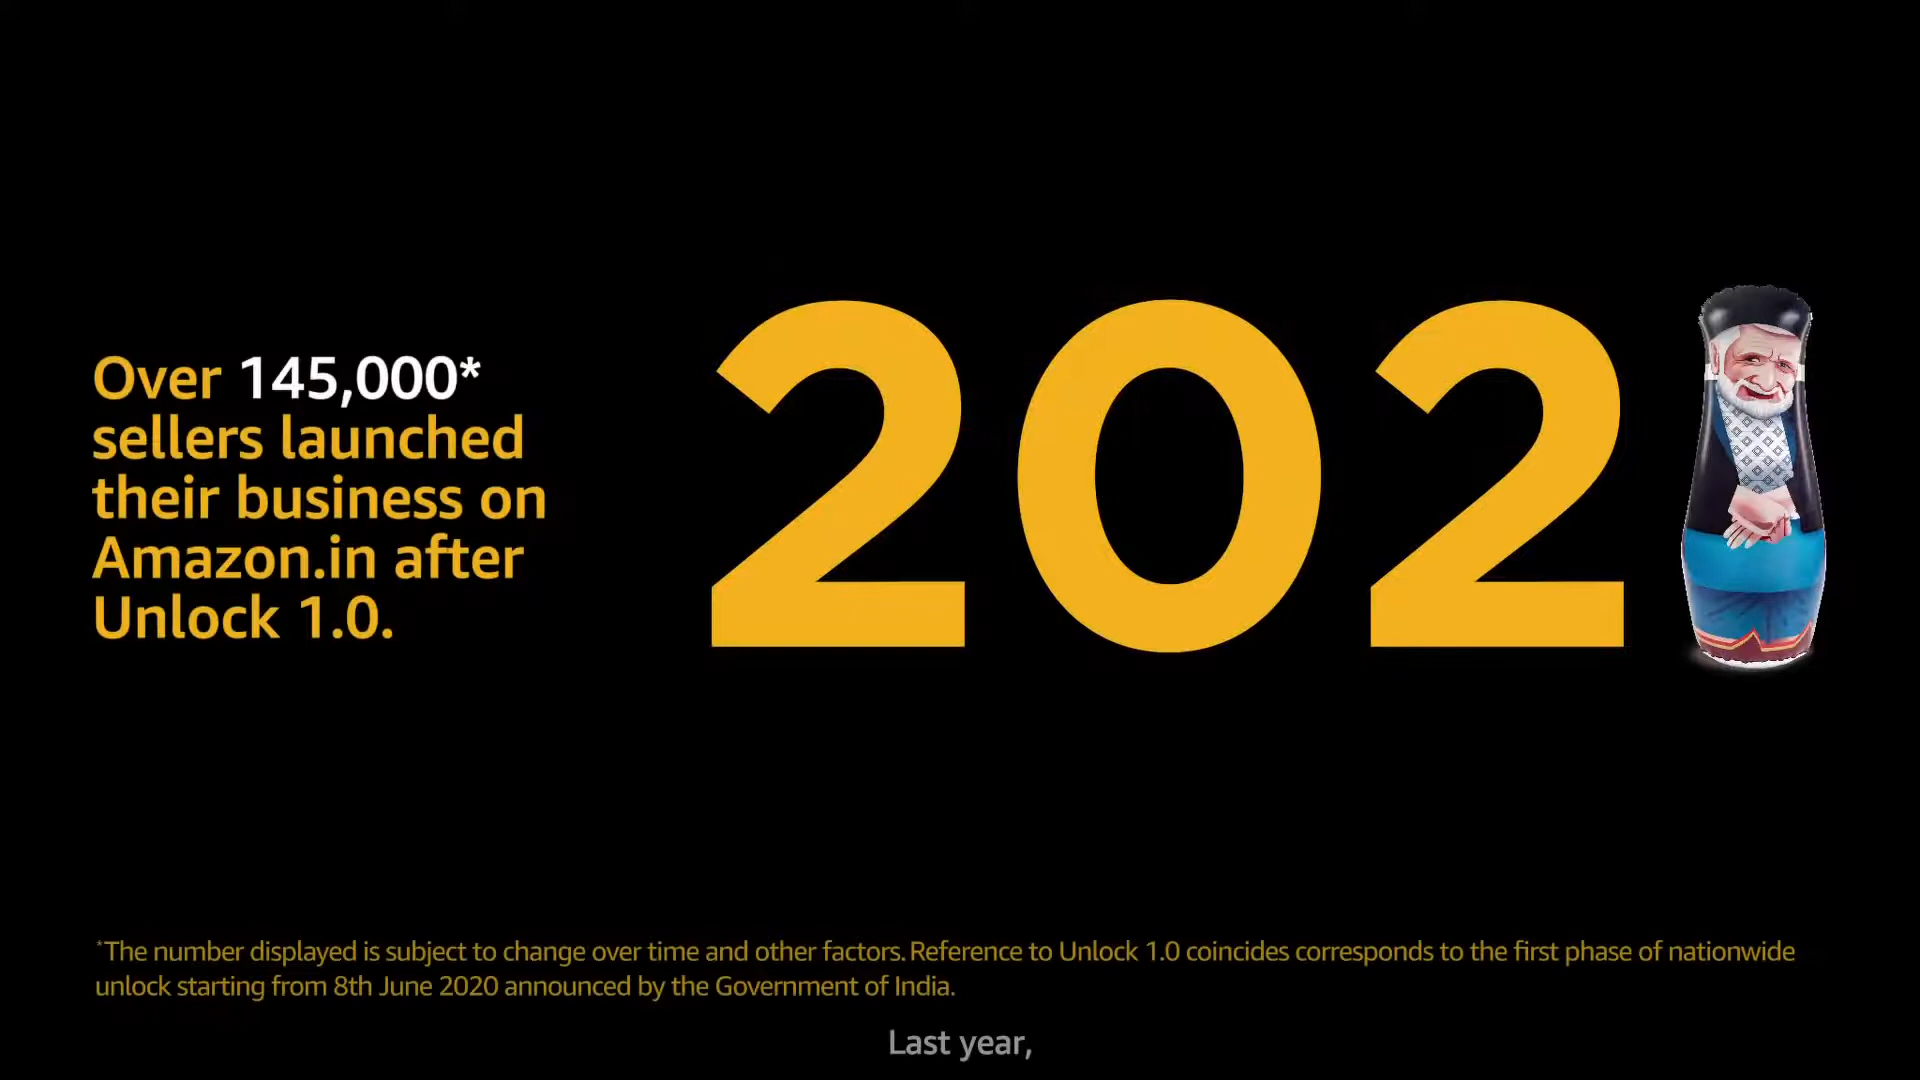 Over 145,000*
sellers launched
their business on
Amazon.in after
Unlock 1.0.
202
*The number displayed is subject to change over time and other factors. Reference to Unlock 1.0 coincides corresponds to the first phase of nationwide
unlock starting from 8th June 2020 announced by the Government of India.
Last year,